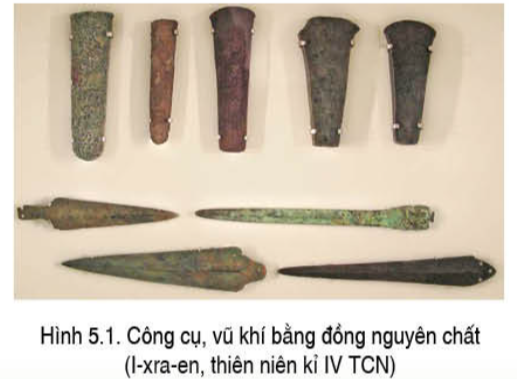 Hình 5.1. Công cụ, vũ khí bằng đồng nguyên chất
(I-xra-en, thiên niên kỉ IV TCN)